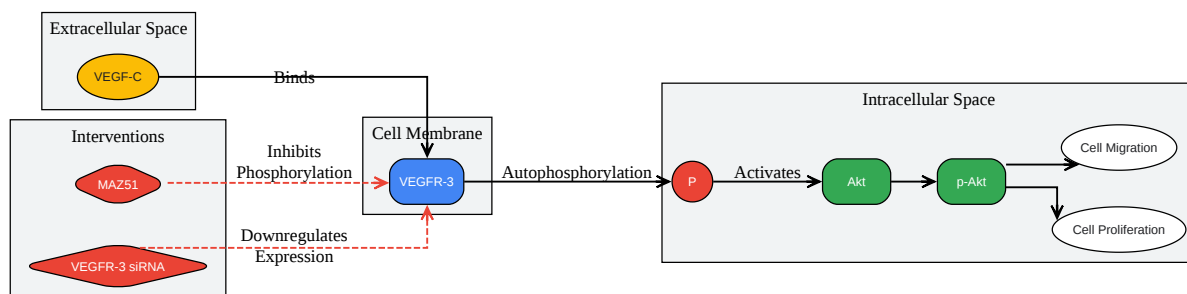 Extracellular Space
VEGF-C
Binds
Interventions
MAZ51
Inhibits
Phosphorylation
VEGFR-3 siRNA
Downregulates
Expression
Cell Membrane
VEGFR-3
Autophosphorylation
Intracellular Space
P
Activates
Akt
p-Akt
Cell Migration
Cell Proliferation